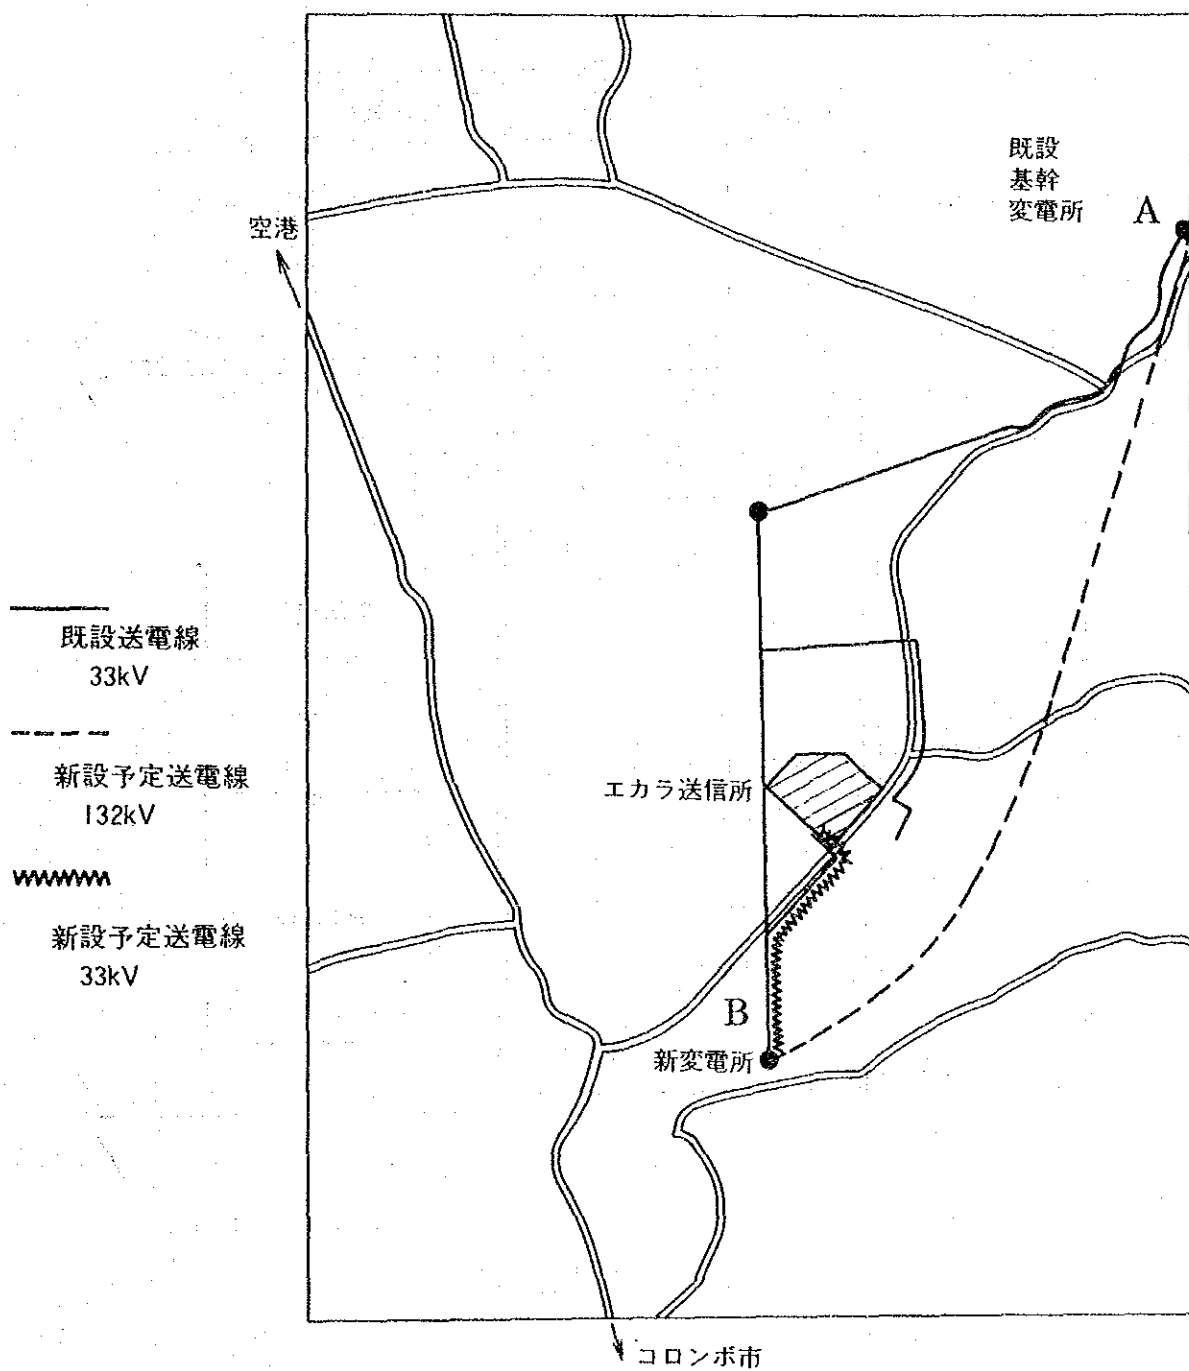 既設
基幹
変電所
A
空港
既設送電線
33kV
新設予定送電線
132kV
エカラ送信所
新設予定送電線
33kV
B
新変電所
コロンボ市